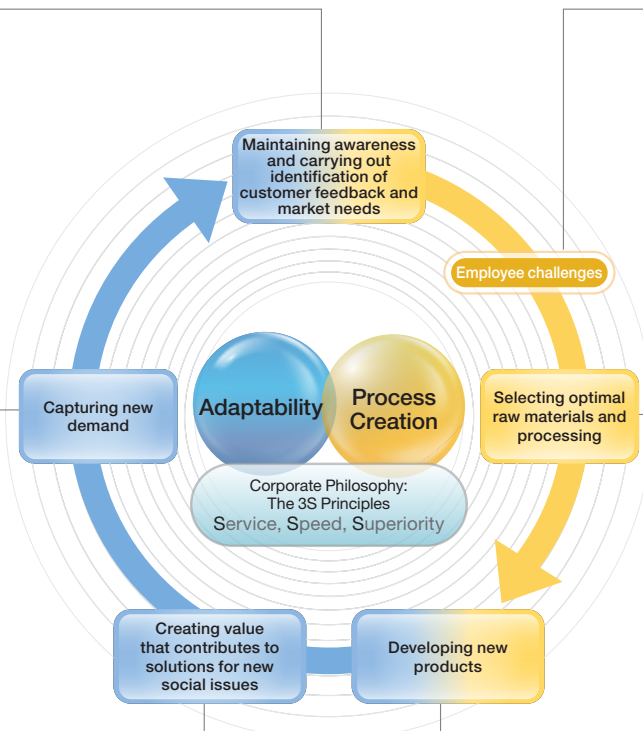 Maintaining awareness
and carrying out
identification of
customer feedback and
market needs
Employee challenges
Selecting optimal
raw materials and
processing
Developing new
products
Creating value
that contributes to
solutions for new
social issues
Capturing new
demand
Adaptability
Process
Creation
Corporate Philosophy:
The 3S Principles
Service, Speed, Superiority